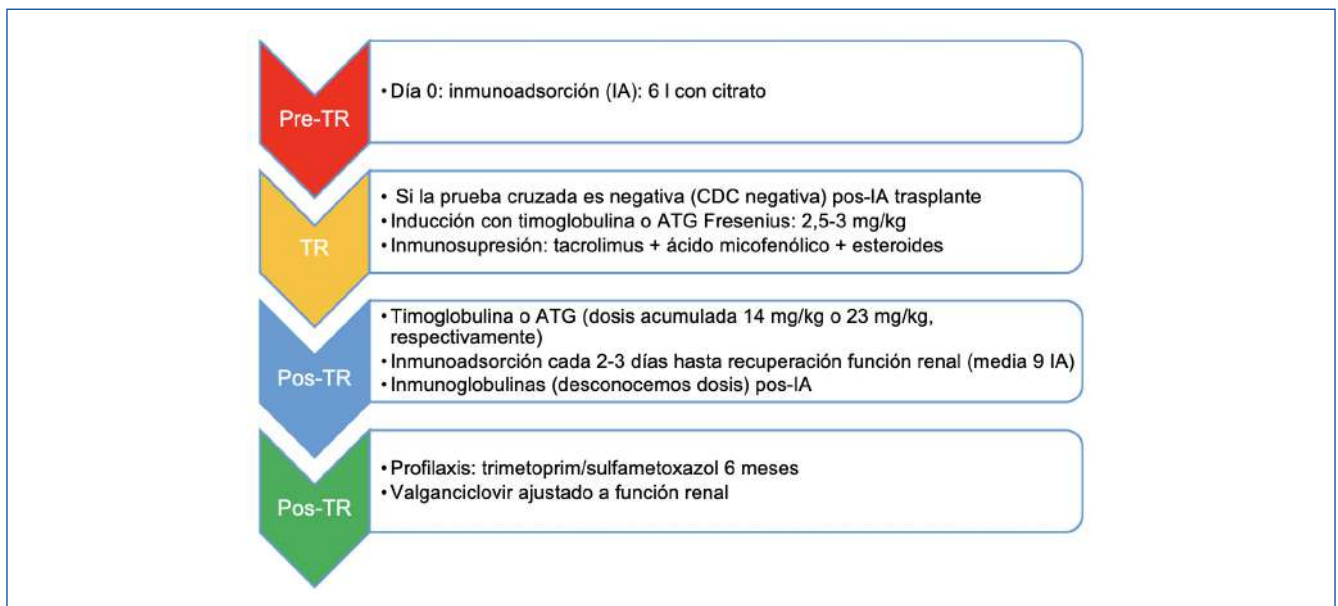 Pre-TR
• Día 0: inmunoadsorción (IA): 6 l con citrato
TR
• Si la prueba cruzada es negativa (CDC negativa) pos-IA trasplante
• Inducción con timoglobulina o ATG Fresenius: 2,5-3 mg/kg
• Inmunosupresión: tacrolimus + ácido micofenólico + esteroides
Pos-TR
• Timoglobulina o ATG (dosis acumulada 14 mg/kg o 23 mg/kg,
respectivamente)
• Inmunoadsorción cada 2-3 días hasta recuperación función renal (media 9 IA)
• Inmunoglobulinas (desconocemos dosis) pos-IA
Pos-TR
• Profilaxis: trimetoprim/sulfametoxazol 6 meses
• Valganciclovir ajustado a función renal